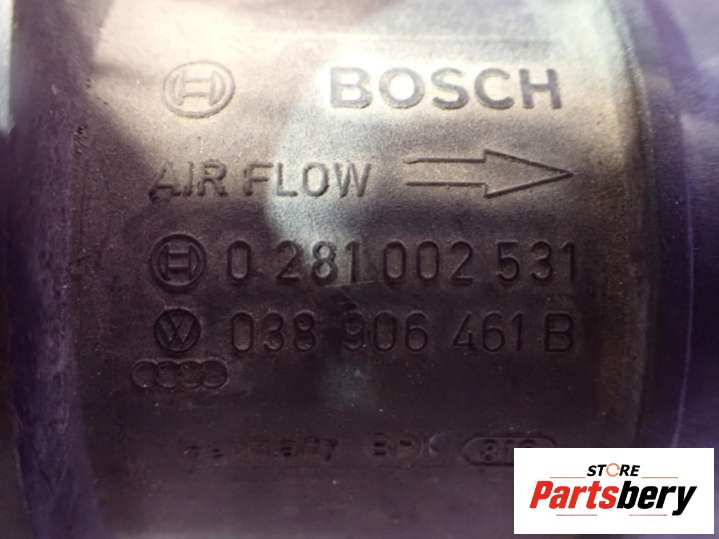 BOSCH
AIR FLOW
0 281 002 531
038 906 461 B
STORE
Partsbery